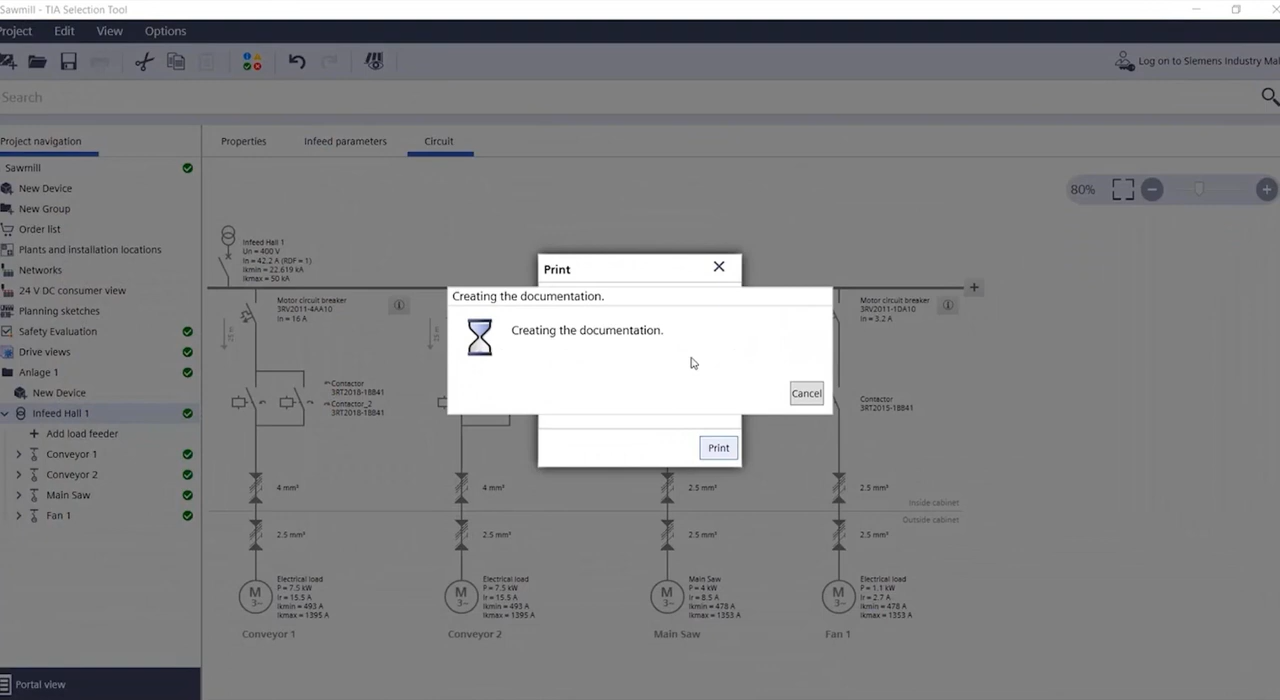 Sawmill - TIA Selection Tool
Project Edit View Options
Log on to Siemens Industry Mal
Search
Project navigation
Sawmill
New Device
New Group
Order list
Plants and installation locations
Networks
24 V DC consumer view
Planning sketches
Safety Evaluation
Drive views
Anlage 1
New Device
Infeed Hall 1
Add load feeder
Conveyor 1
Conveyor 2
Main Saw
Fan 1
Portal view
Properties Infeed parameters Circuit
80%
Infeed Hall 1
Un = 400 V
In = 42.2 A (RDF = 1)
Ikmin = 22.619 kA
Ikmax = 50 kA
Motor circuit breaker
3RV2011-4AA10
In = 16 A
25 m
Contactor
3RT2018-1BB41
Contactor_2
3RT2018-1BB41
4 mm²
2.5 mm²
M
3~
Electrical load
P = 7.5 kW
Ir = 15.5 A
Ikmin = 493 A
Ikmax = 1395 A
Conveyor 1
25 m
4 mm²
2.5 mm²
M
3~
Electrical load
P = 7.5 kW
Ir = 15.5 A
Ikmin = 493 A
Ikmax = 1395 A
Conveyor 2
2.5 mm²
2.5 mm²
M
3~
Main Saw
P = 4 kW
Ir = 8.5 A
Ikmin = 478 A
Ikmax = 1353 A
Main Saw
Motor circuit breaker
3RV2011-1DA10
In = 3.2 A
Contactor
3RT2015-1BB41
2.5 mm²
Inside cabinet
Outside cabinet
2.5 mm²
M
3~
Electrical load
P = 1.1 kW
Ir = 2.7 A
Ikmin = 478 A
Ikmax = 1353 A
Fan 1
Print
Creating the documentation.
Creating the documentation.
Cancel
Print